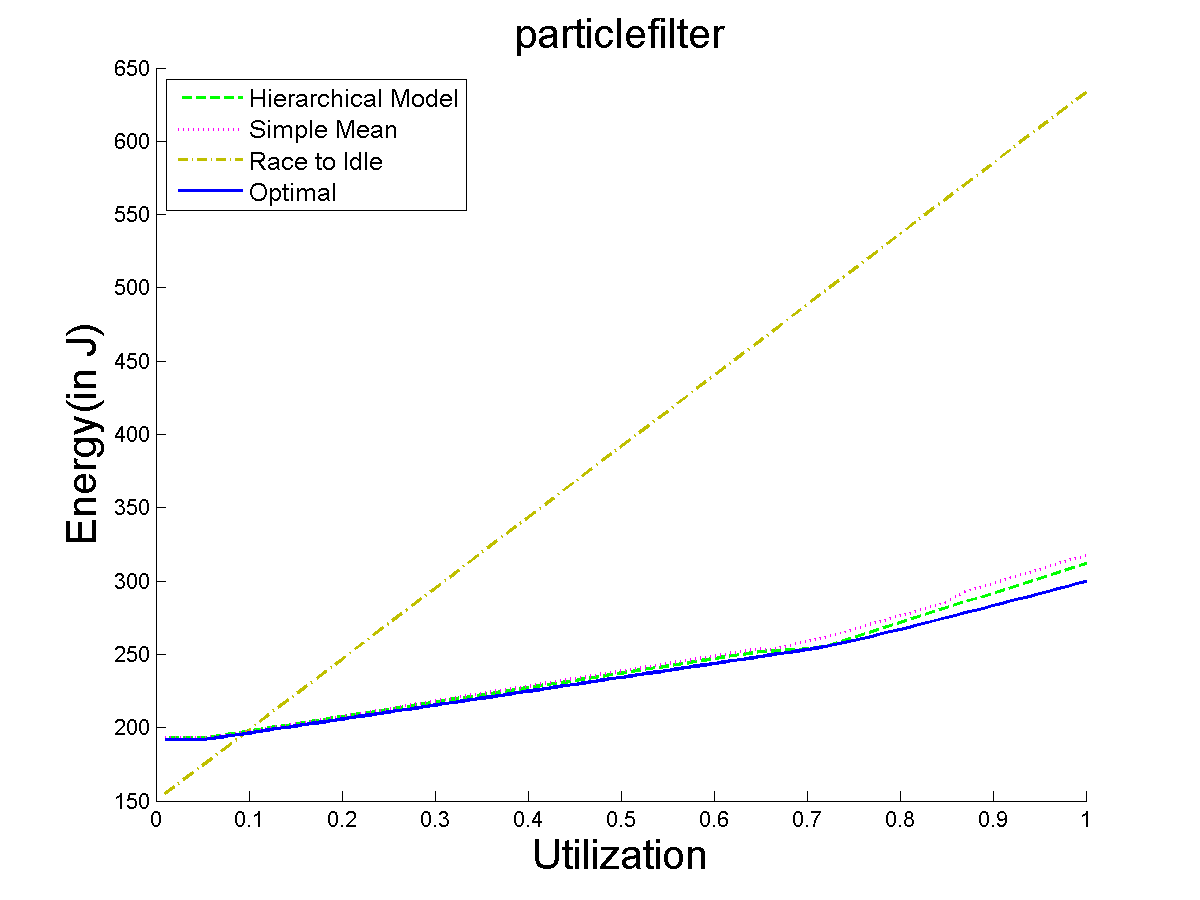 particlefilter
650
600
550
500
450
400
350
300
250
200
150
Energy(in J)
Hierarchical Model
Simple Mean
Race to Idle
Optimal
0 0.1 0.2 0.3 0.4 0.5 0.6 0.7 0.8 0.9 1
Utilization